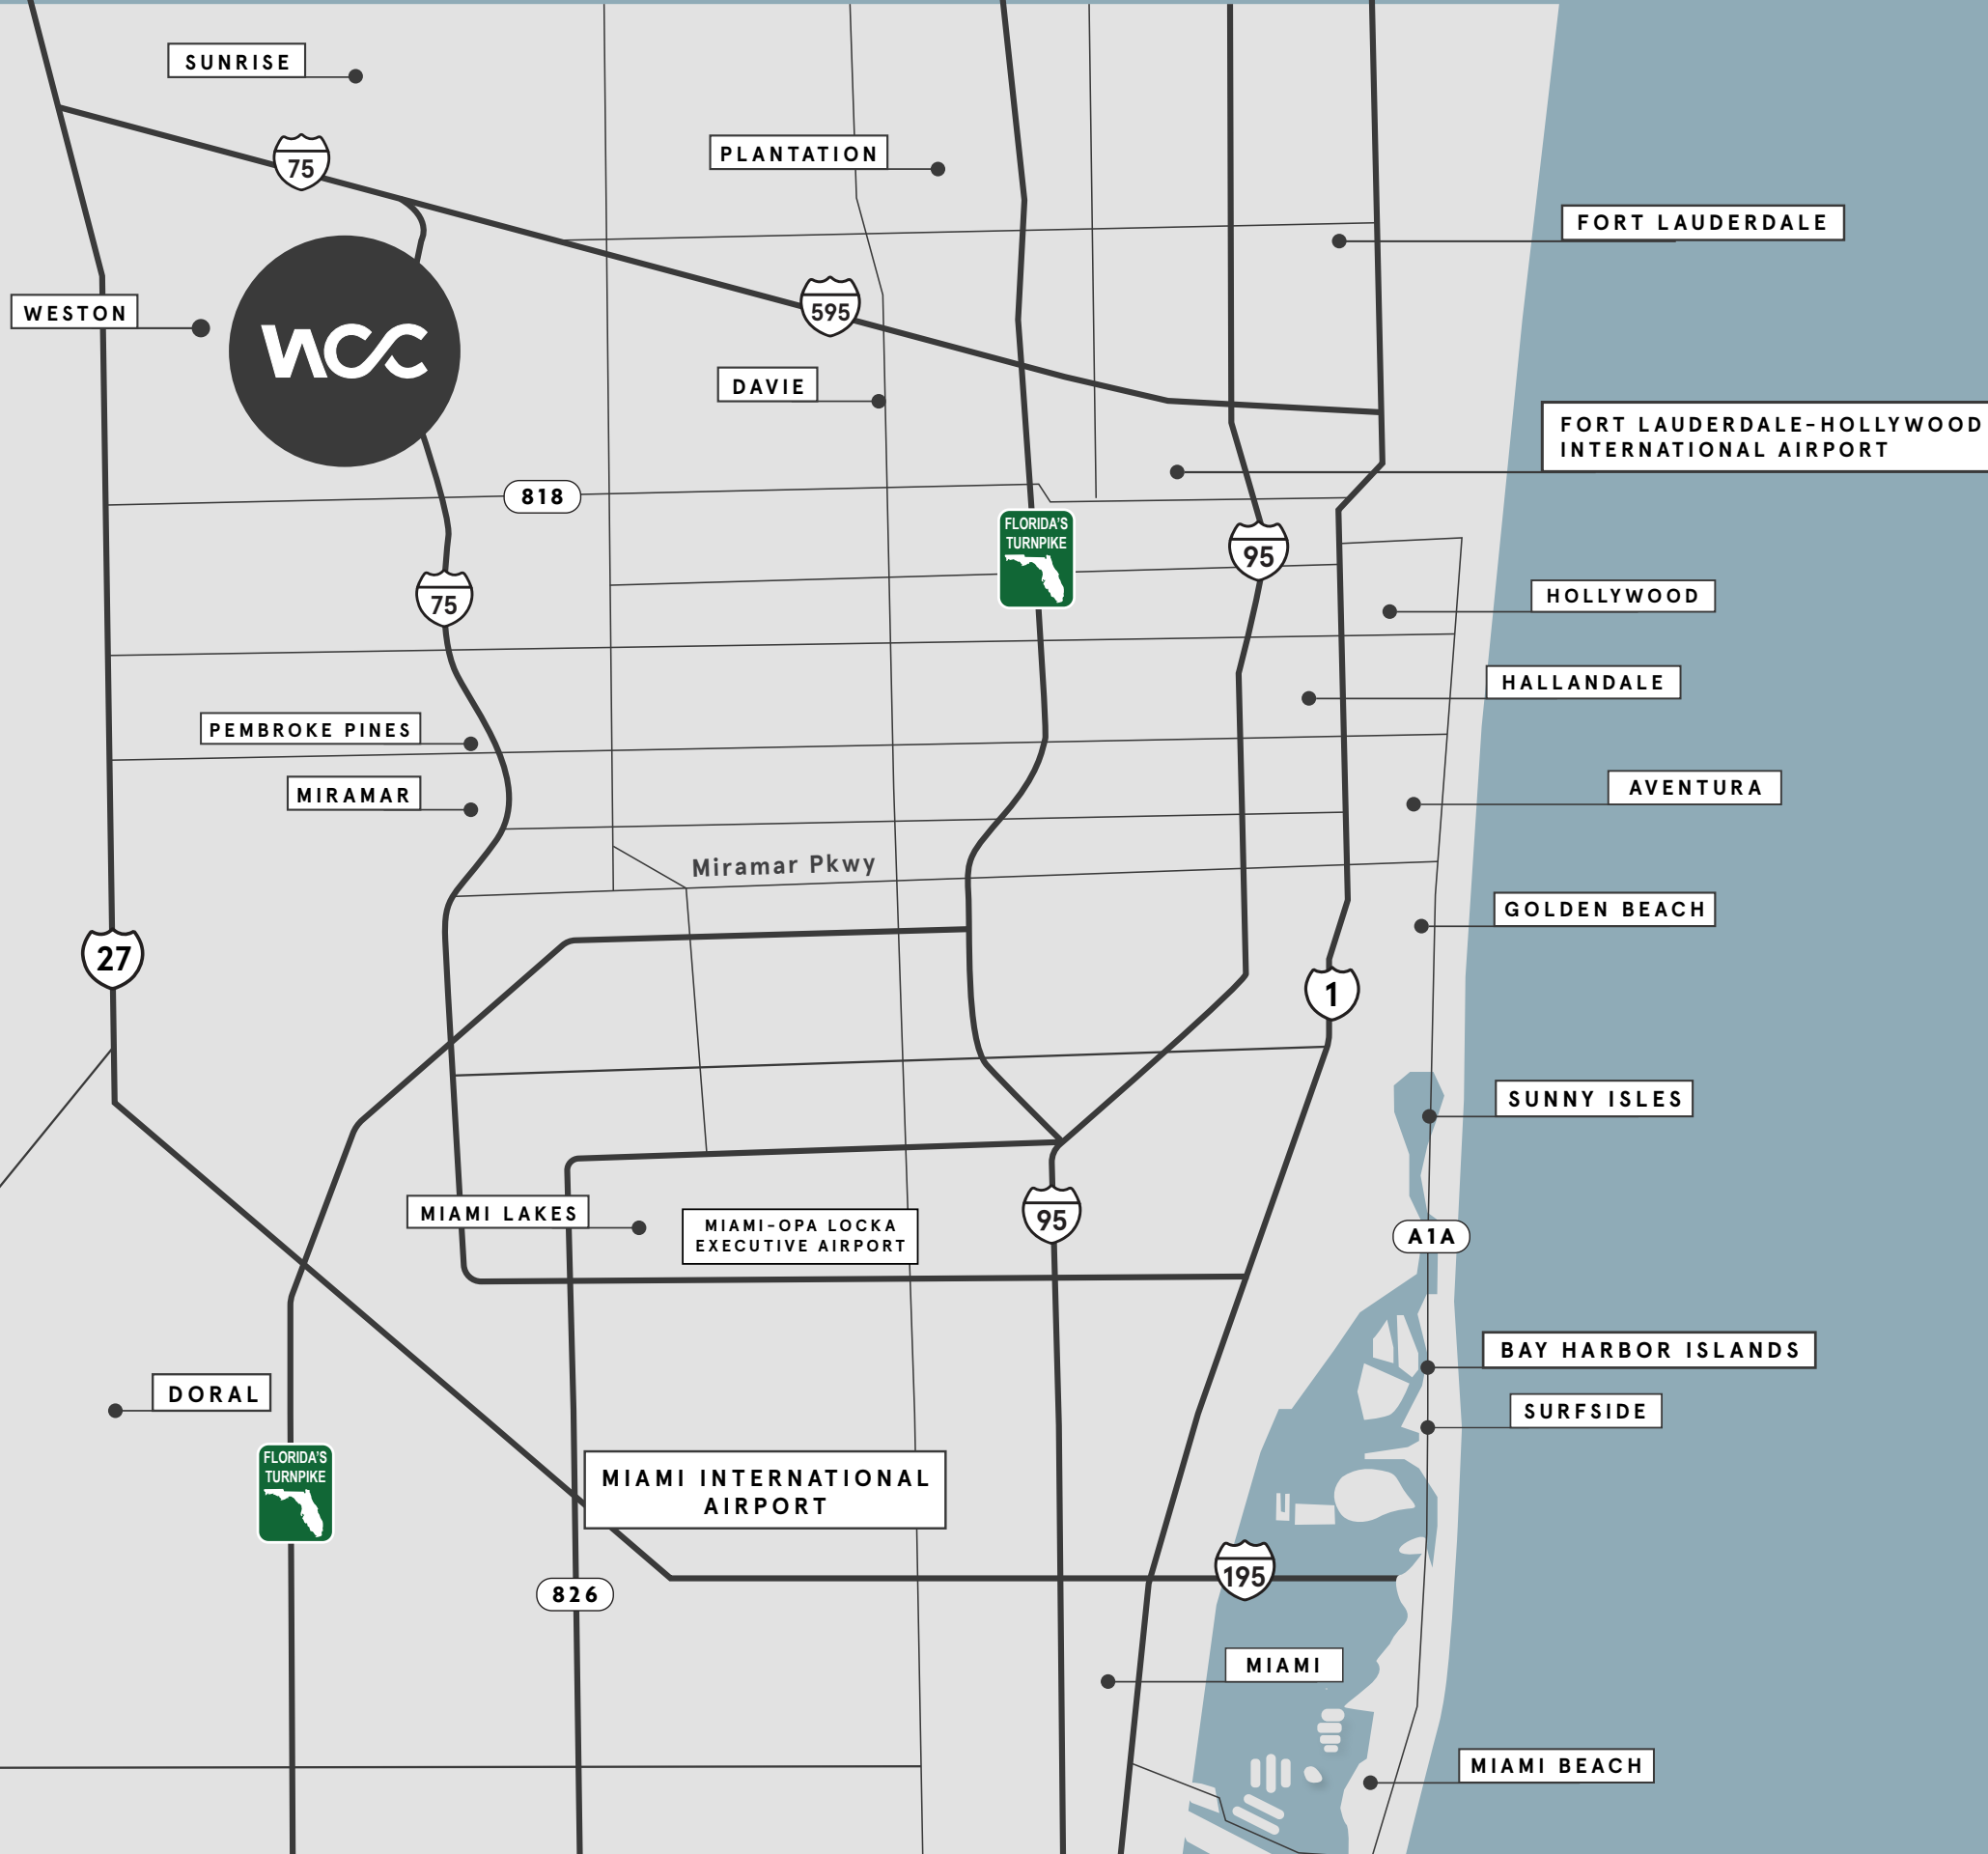 SUNRISE
75
PLANTATION
FORT LAUDERDALE
WESTON
WCC
595
DAVIE
FORT LAUDERDALE-HOLLYWOOD
INTERNATIONAL AIRPORT
818
FLORIDA'S
TURNPIKE
95
75
HOLLYWOOD
HALLANDALE
PEMBROKE PINES
MIRAMAR
AVENTURA
Miramar Pkwy
GOLDEN BEACH
27
1
SUNNY ISLES
MIAMI LAKES
MIAMI-OPA LOCKA
EXECUTIVE AIRPORT
95
A1A
BAY HARBOR ISLANDS
DORAL
SURFSIDE
FLORIDA'S
TURNPIKE
MIAMI INTERNATIONAL
AIRPORT
195
826
MIAMI
MIAMI BEACH